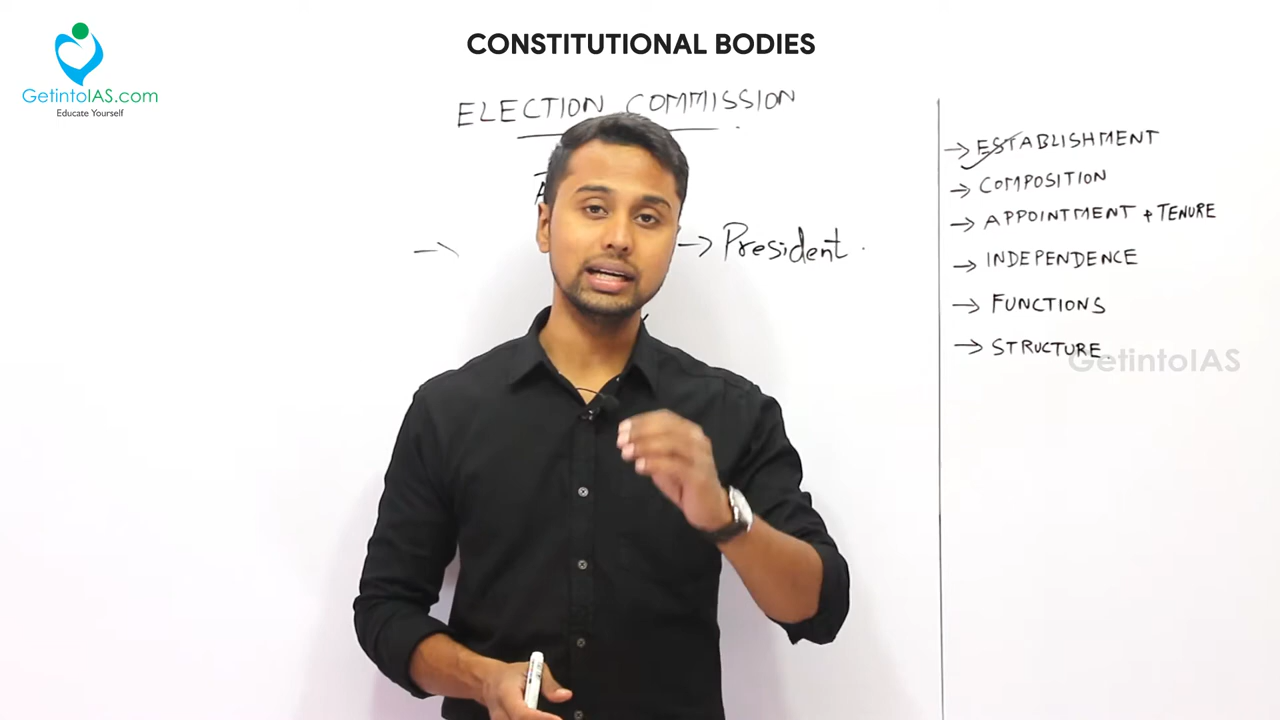 CONSTITUTIONAL BODIES
GetintoIAS.com
Educate Yourself
ELECTION COMMISSION
→ → President.
→ ESTABLISHMENT
→ COMPOSITION
→ APPOINTMENT + TENURE
→ INDEPENDENCE
→ FUNCTIONS
→ STRUCTURE.
GetintoIAS